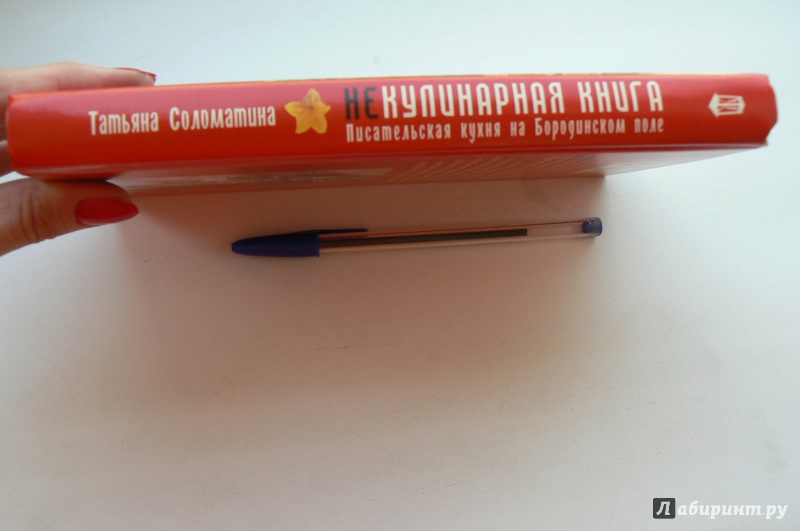 Татьяна Соломатина
НЕКУЛИНАРНАЯ КНИГА
Писательская кухня на Бородинском поле
Лабиринт.ру